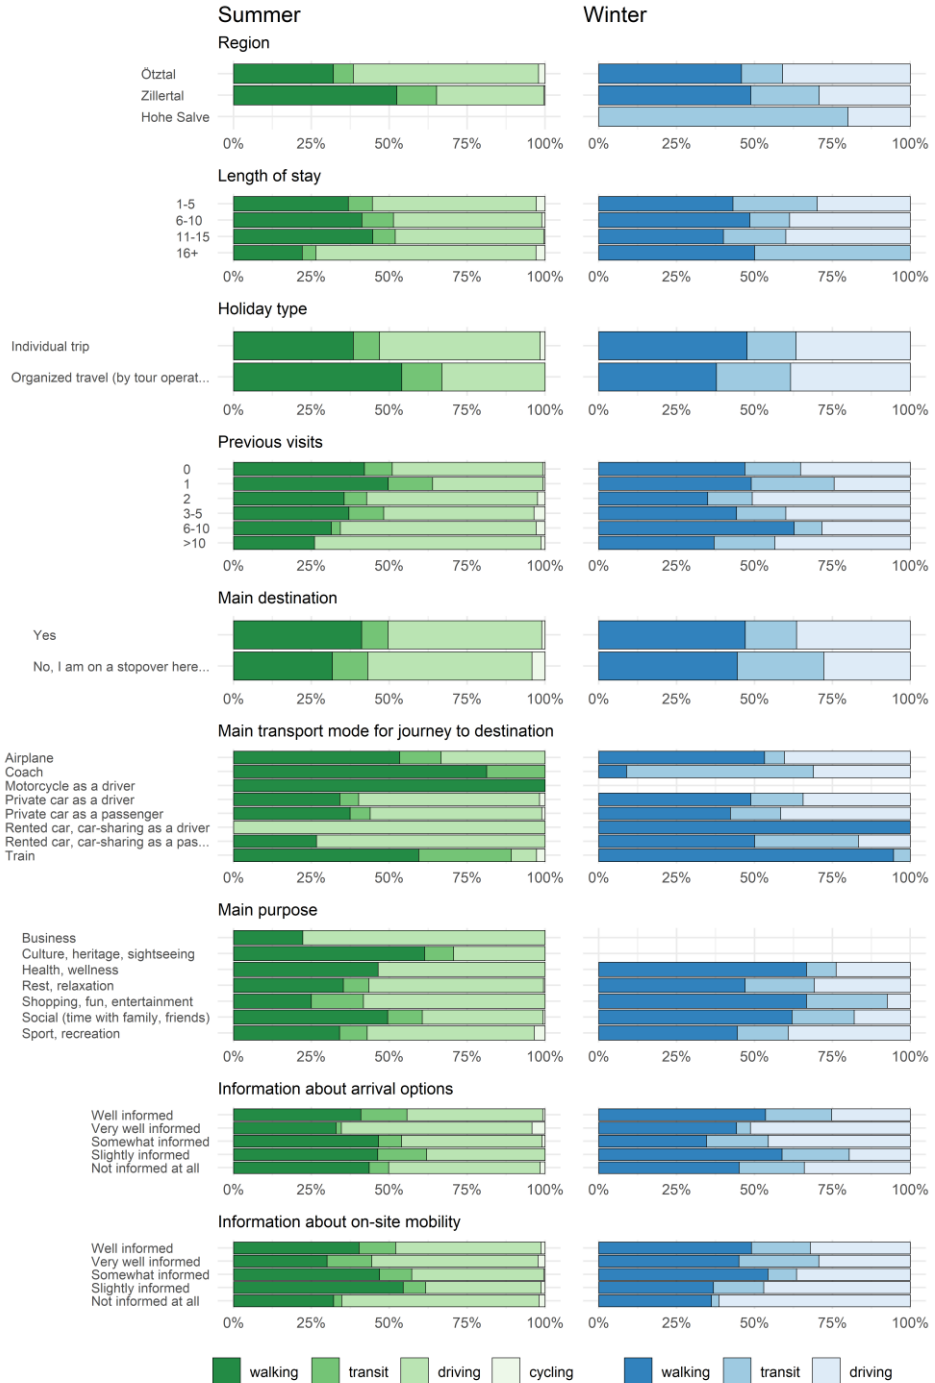 Summer Winter
Region
Ötztal
Zillertal
Hohe Salve
0% 25% 50% 75% 100% 0% 25% 50% 75% 100%
Length of stay
1-5
6-10
11-15
16+
0% 25% 50% 75% 100% 0% 25% 50% 75% 100%
Holiday type
Individual trip
Organized travel (by tour operat...
0% 25% 50% 75% 100% 0% 25% 50% 75% 100%
Previous visits
0
1
2
3-5
6-10
>10
0% 25% 50% 75% 100% 0% 25% 50% 75% 100%
Main destination
Yes
No, I am on a stopover here...
0% 25% 50% 75% 100% 0% 25% 50% 75% 100%
Main transport mode for journey to destination
Airplane
Coach
Motorcycle as a driver
Private car as a driver
Private car as a passenger
Rented car, car-sharing as a driver
Rented car, car-sharing as a pas...
Train
0% 25% 50% 75% 100% 0% 25% 50% 75% 100%
Main purpose
Business
Culture, heritage, sightseeing
Health, wellness
Rest, relaxation
Shopping, fun, entertainment
Social (time with family, friends)
Sport, recreation
0% 25% 50% 75% 100% 0% 25% 50% 75% 100%
Information about arrival options
Well informed
Very well informed
Somewhat informed
Slightly informed
Not informed at all
0% 25% 50% 75% 100% 0% 25% 50% 75% 100%
Information about on-site mobility
Well informed
Very well informed
Somewhat informed
Slightly informed
Not informed at all
0% 25% 50% 75% 100% 0% 25% 50% 75% 100%
walking transit driving cycling walking transit driving